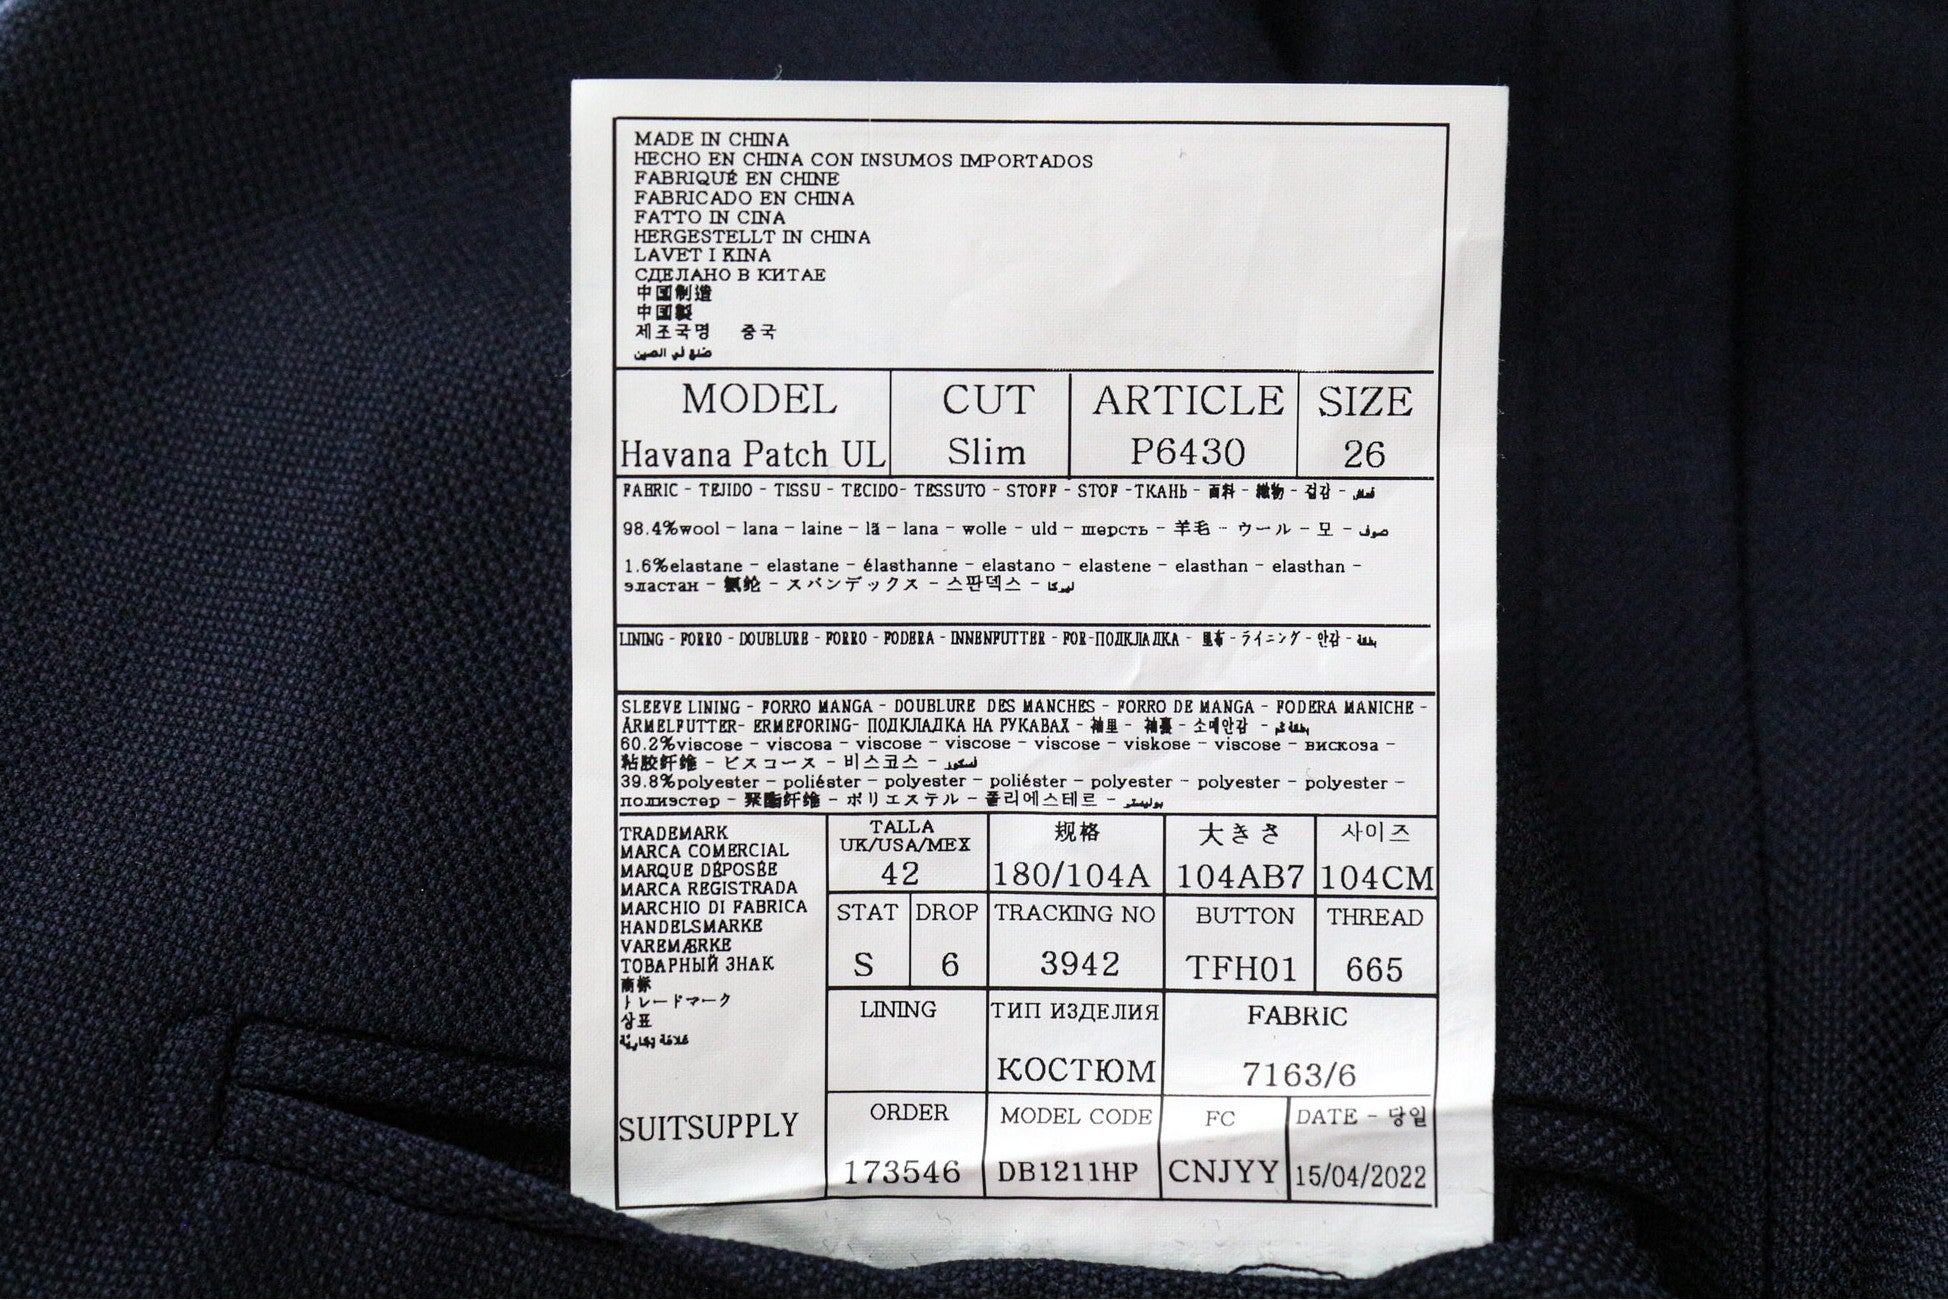 MADE IN CHINA
HECHO EN CHINA CON INSUMOS IMPORTADOS
FABRIQUÉ EN CHINE
FABRICADO EN CHINA
FATTO IN CINA
HERGESTELLT IN CHINA
LAVET I KINA
СДЕЛАНО В КИТАЕ
中国制造
中国製
제조국명 중국
صنع في الصين
MODEL CUT ARTICLE SIZE
Havana Patch UL Slim P6430 26
FABRIC - TEJIDO - TISSU - TECIDO- TESSUTO - STOFF - STOF -ТКАНЬ - 面料 - 織物 - 겉감 - قماش
98.4%wool - lana - laine - lã - lana - wolle - uld - шерсть - 羊毛 - ウール - 모 - صوف
1.6%elastane - elastane - élasthanne - elastano - elastene - elasthan - elasthan -
эластан - 氨纶 - スパンデックス - 스판덱스 - ليكرا
LINING - FORRO - DOUBLURE - FORRO - FODERA - INNENFUTTER - FOR-ПОДКЛАДКА - 里布 - ライニング - 안감 - بطانة
SLEEVE LINING - FORRO MANGA - DOUBLURE DES MANCHES - FORRO DE MANGA - FODERA MANICHE -
ÄRMELFUTTER- ERMEFORING- ПОДКЛАДКА НА РУКАВАХ - 袖里 - 袖裏 - 소매안감 -
60.2%viscose - viscosa - viscose - viscose - viscose - viskose - viscose - вискоза -
粘胶纤维 - ビスコース - 비스코스 - فسكوز
39.8%polyester - poliéster - polyester - poliéster - polyester - polyester - polyester -
полиэстер - 聚酯纤维 - ポリエステル - 폴리에스테르 - بوليستر
TRADEMARK
MARCA COMERCIAL
MARQUE DÉPOSÉE
MARCA REGISTRADA
MARCHIO DI FABRICA
HANDELSMARKE
VAREMÆRKE
ТОВАРНЫЙ ЗНАК
商标
トレードマーク
상표
علامة تجارية
SUITSUPPLY
TALLA 规格 大きさ 사이즈
UK/USA/MEX
42 180/104A 104AB7 104CM
STAT DROP TRACKING NO BUTTON THREAD
S 6 3942 TFH01 665
LINING ТИП ИЗДЕЛИЯ FABRIC
КОСТЮМ 7163/6
ORDER MODEL CODE FC DATE - 당일
173546 DB1211HP CNJYY 15/04/2022